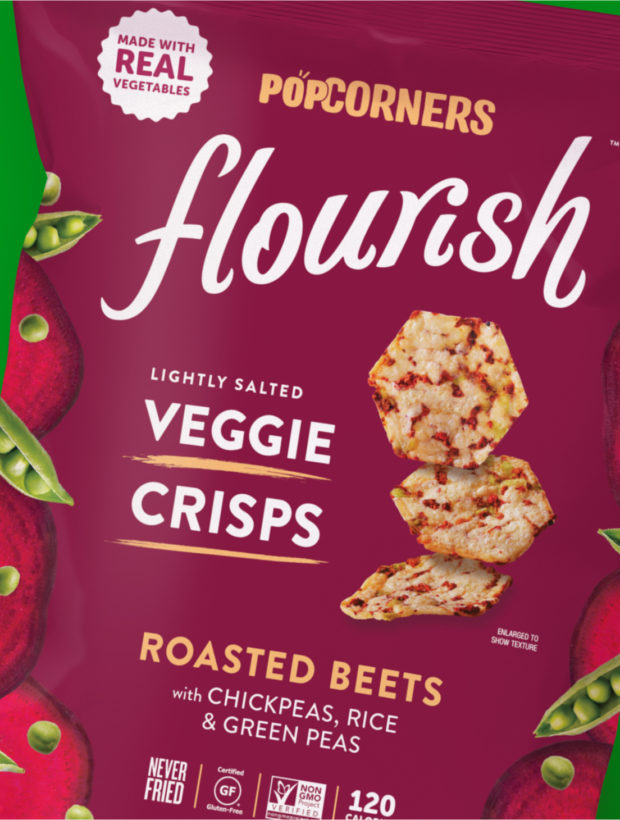 MADE WITH
REAL
VEGETABLES
POPCORNERS
flourish
TM
LIGHTLY SALTED
VEGGIE
CRISPS
ENLARGED TO
SHOW TEXTURE
ROASTED BEETS
with CHICKPEAS, RICE
& GREEN PEAS
NEVER
FRIED
Certified
GF
Gluten-Free
NON
GMO
Project
VERIFIED
120